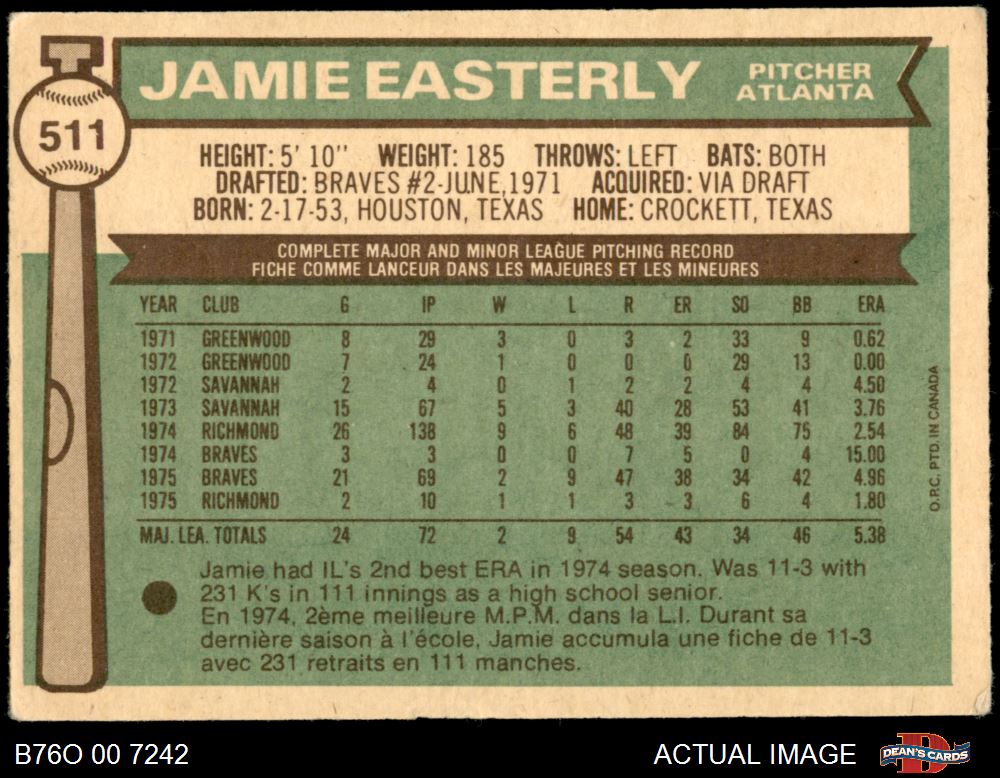 JAMIE EASTERLY
PITCHER
ATLANTA
511
HEIGHT: 5' 10" WEIGHT: 185 THROWS: LEFT BATS: BOTH
DRAFTED: BRAVES #2-JUNE, 1971 ACQUIRED: VIA DRAFT
BORN: 2-17-53, HOUSTON, TEXAS HOME: CROCKETT, TEXAS
COMPLETE MAJOR AND MINOR LEAGUE PITCHING RECORD
FICHE COMME LANCEUR DANS LES MAJEURES ET LES MINEURES
YEAR CLUB G IP W L R ER SO BB ERA
1971 GREENWOOD 8 29 3 0 3 2 33 9 0.62
1972 GREENWOOD 7 24 1 0 0 0 29 13 0.00
1972 SAVANNAH 2 4 0 1 2 2 4 4 4.50
1973 SAVANNAH 15 67 5 3 40 28 53 41 3.76
1974 RICHMOND 26 138 9 6 48 39 84 75 2.54
1974 BRAVES 3 3 0 0 7 5 0 4 15.00
1975 BRAVES 21 69 2 9 47 38 34 42 4.96
1975 RICHMOND 2 10 1 1 3 3 6 4 1.80
MAJ. LEA. TOTALS 24 72 2 9 54 43 34 46 5.38
Jamie had IL's 2nd best ERA in 1974 season. Was 11-3 with
231 K's in 111 innings as a high school senior.
En 1974, 2ème meilleure M.P.M. dans la L.I. Durant sa
dernière saison à l'école, Jamie accumula une fiche de 11-3
avec 231 retraits en 111 manches.
O.P.C. PTD. IN CANADA
B76O 00 7242
ACTUAL IMAGE
D
DEAN'S CARDS